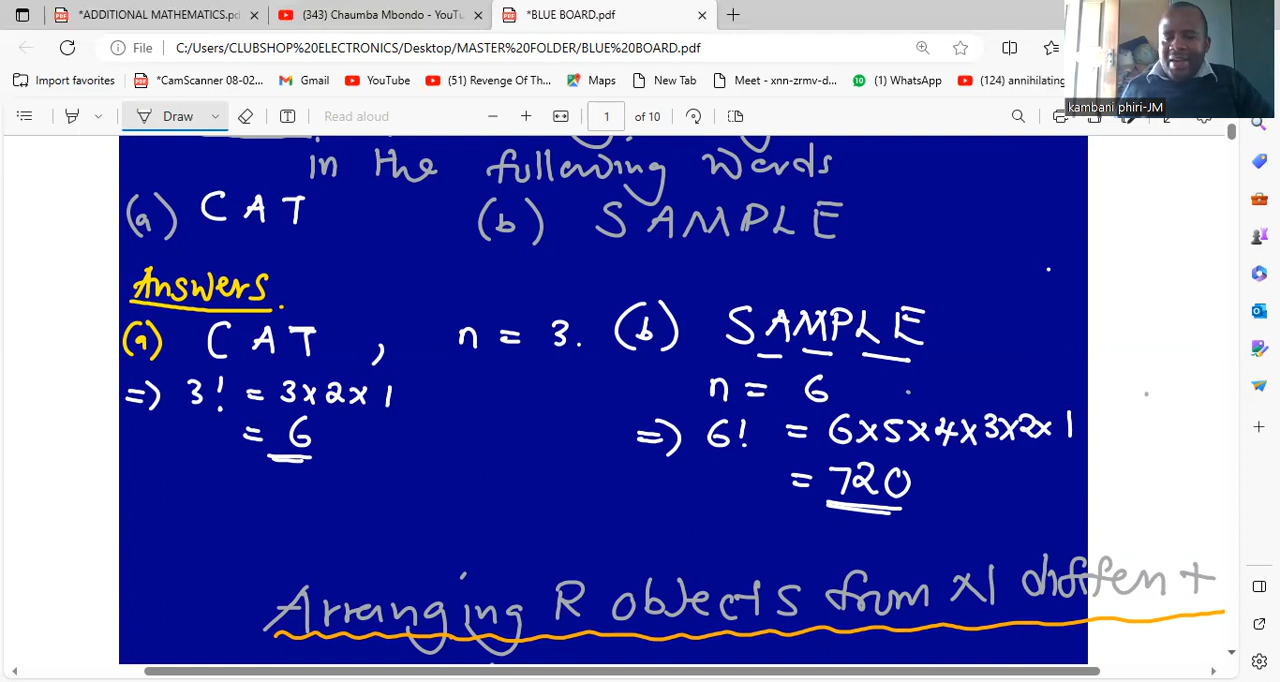 *ADDITIONAL MATHEMATICS.pd
(343) Chaumba Mbondo - YouTu
*BLUE BOARD.pdf
File C:/Users/CLUBSHOP%20ELECTRONICS/Desktop/MASTER%20FOLDER/BLUE%20BOARD.pdf
Import favorites *CamScanner 08-02... Gmail YouTube (51) Revenge Of Th... Maps New Tab Meet - xnn-zrmv-d... 10 (1) WhatsApp (124) annihilating
kambani phiri-JM
Draw Read aloud 1 of 10
in the following words
(a) CAT (b) SAMPLE
Answers.
(a) CAT , n = 3. (b) SAMPLE
=> 3! = 3x2x1 n = 6
= 6 => 6! = 6x5x4x3x2x1
= 720
Arranging R objects from